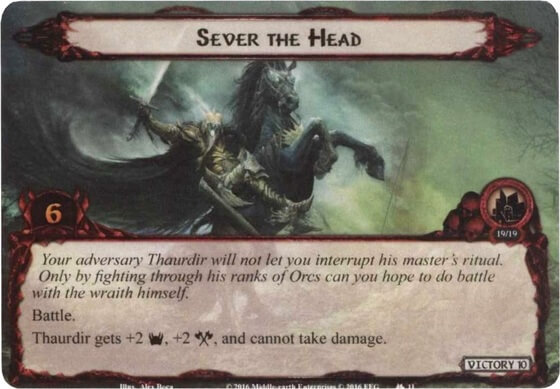 SEVER THE HEAD
6
19/19
Your adversary Thaurdir will not let you interrupt his master's ritual.
Only by fighting through his ranks of Orcs can you hope to do battle
with the wraith himself.
Battle.
Thaurdir gets +2 , +2 , and cannot take damage.
VICTORY 10
Illus. Alex Boca © 2016 Middle-earth Enterprises © 2016 FFG 11